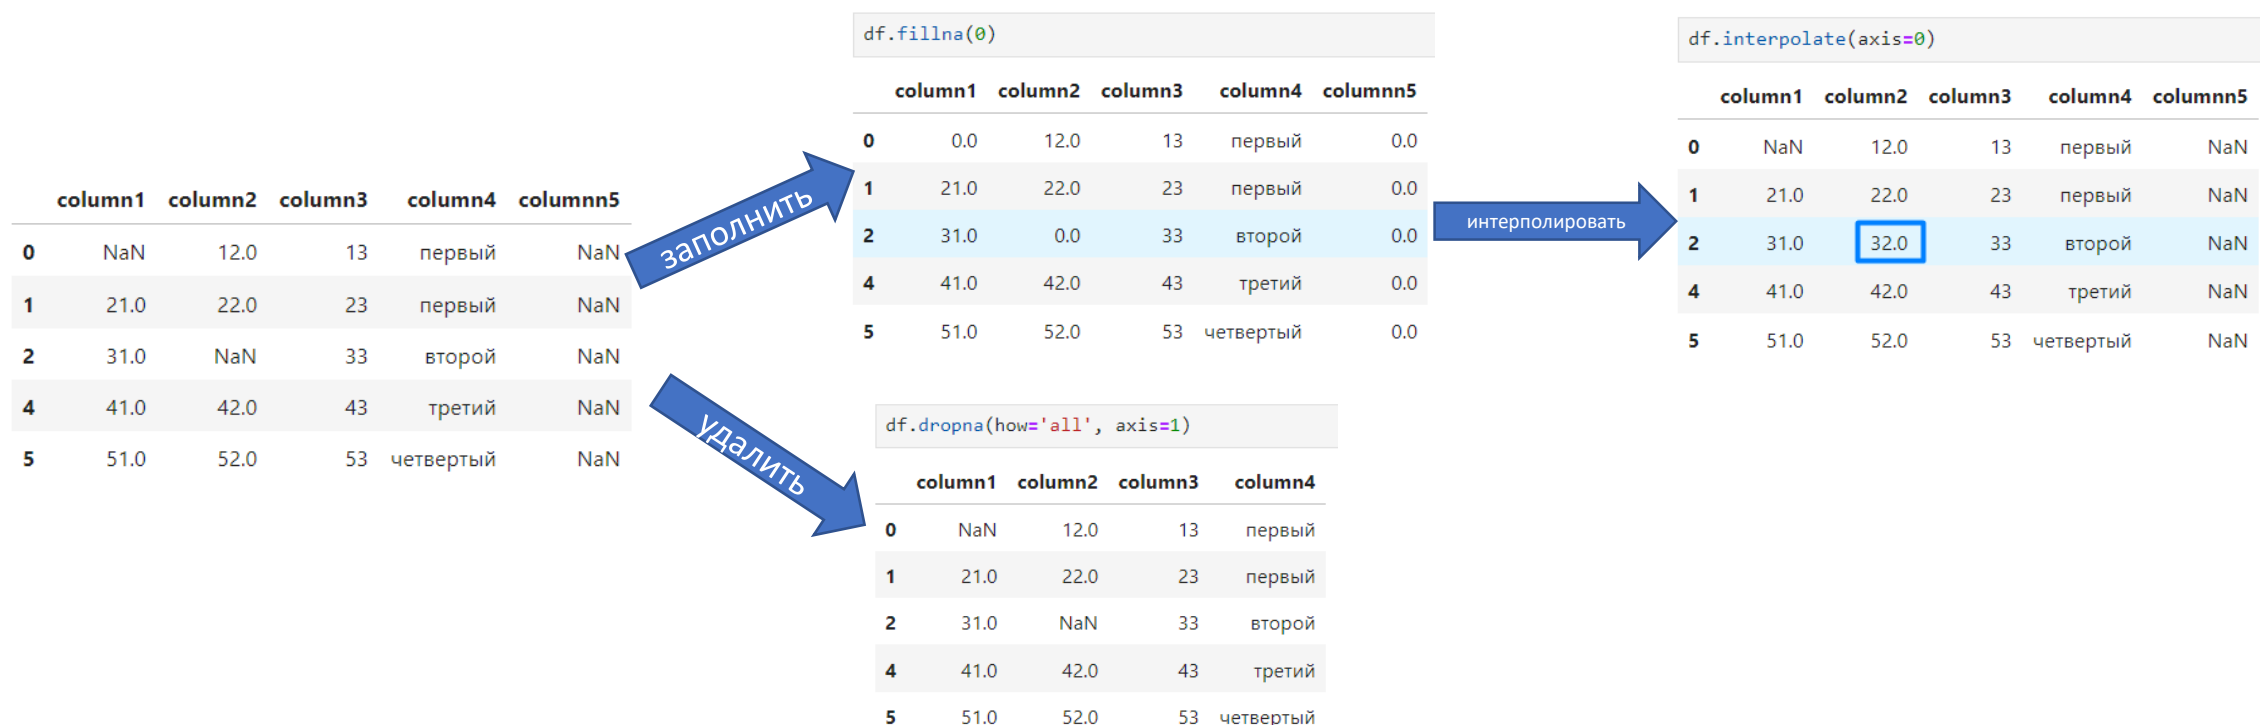 column1 column2 column3 column4 columnn5
0 NaN 12.0 13 первый NaN
1 21.0 22.0 23 первый NaN
2 31.0 NaN 33 второй NaN
4 41.0 42.0 43 третий NaN
5 51.0 52.0 53 четвертый NaN
заполнить
df.fillna(0)
column1 column2 column3 column4 columnn5
0 0.0 12.0 13 первый 0.0
1 21.0 22.0 23 первый 0.0
2 31.0 0.0 33 второй 0.0
4 41.0 42.0 43 третий 0.0
5 51.0 52.0 53 четвертый 0.0
интерполировать
df.interpolate(axis=0)
column1 column2 column3 column4 columnn5
0 NaN 12.0 13 первый NaN
1 21.0 22.0 23 первый NaN
2 31.0 32.0 33 второй NaN
4 41.0 42.0 43 третий NaN
5 51.0 52.0 53 четвертый NaN
удалить
df.dropna(how='all', axis=1)
column1 column2 column3 column4
0 NaN 12.0 13 первый
1 21.0 22.0 23 первый
2 31.0 NaN 33 второй
4 41.0 42.0 43 третий
5 51.0 52.0 53 четвертый